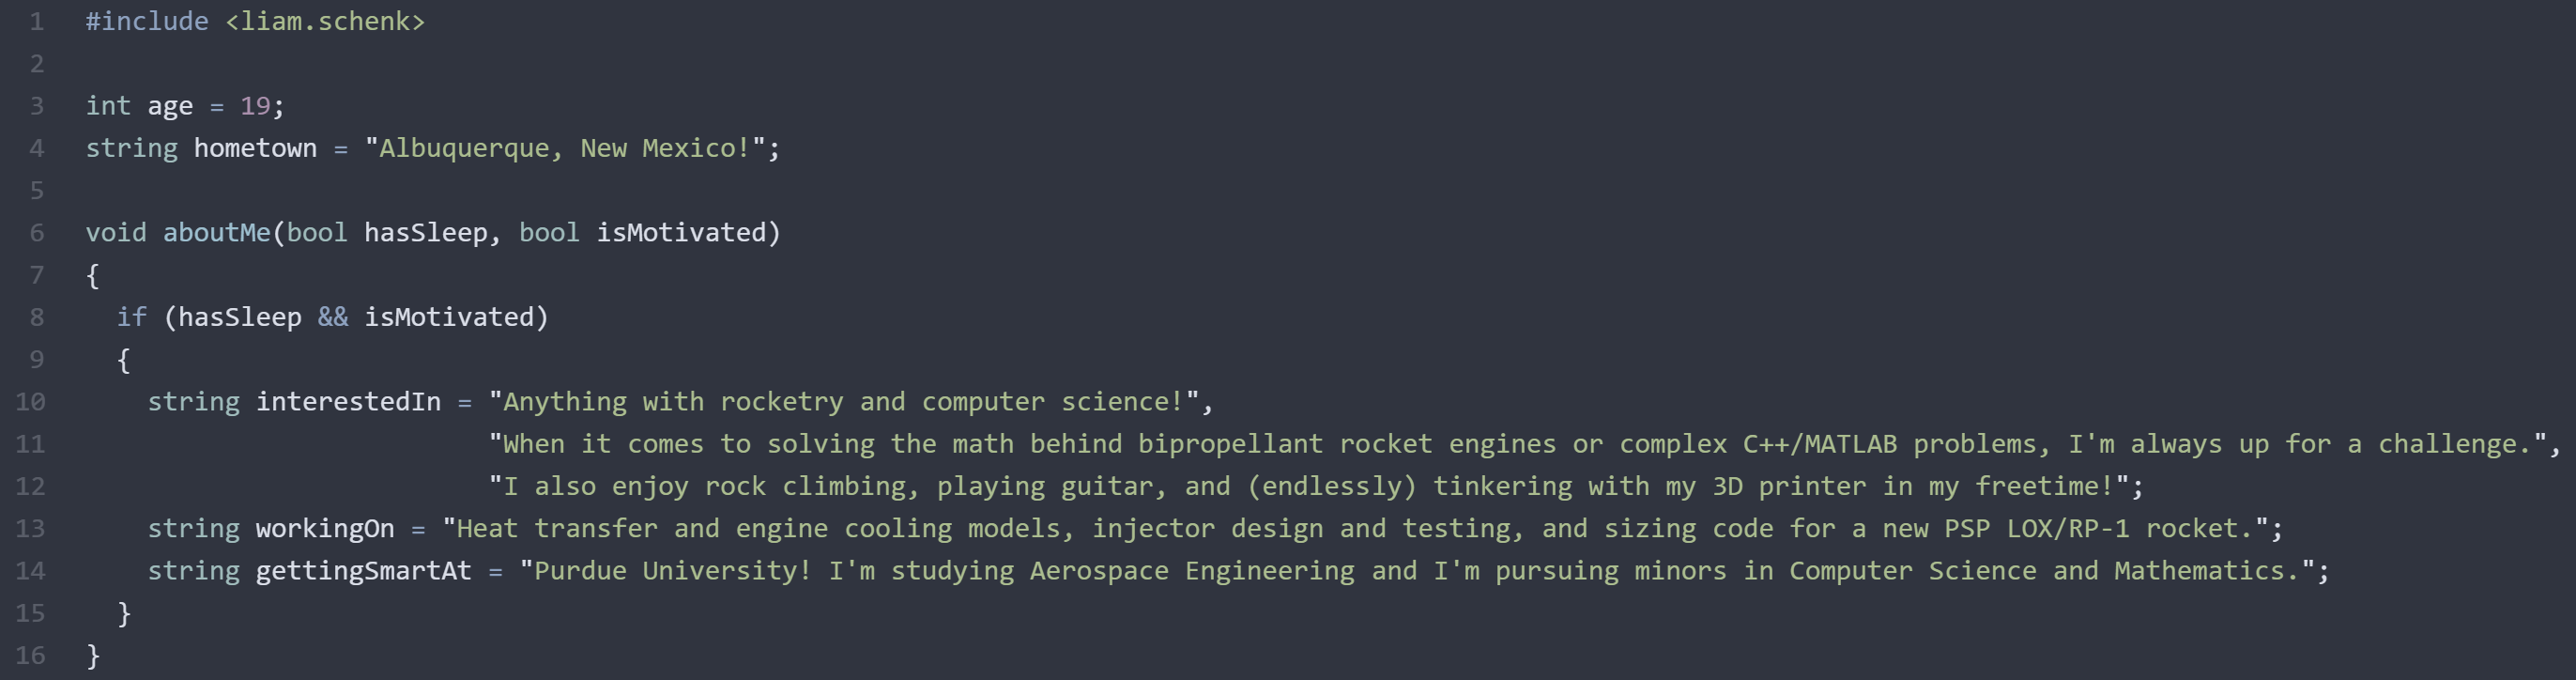 1 #include <liam.schenk>
2
3 int age = 19;
4 string hometown = "Albuquerque, New Mexico!";
5
6 void aboutMe(bool hasSleep, bool isMotivated)
7 {
8   if (hasSleep && isMotivated)
9   {
10     string interestedIn = "Anything with rocketry and computer science!",
11                           "When it comes to solving the math behind bipropellant rocket engines or complex C++/MATLAB problems, I'm always up for a challenge.",
12                           "I also enjoy rock climbing, playing guitar, and (endlessly) tinkering with my 3D printer in my freetime!";
13     string workingOn = "Heat transfer and engine cooling models, injector design and testing, and sizing code for a new PSP LOX/RP-1 rocket.";
14     string gettingSmartAt = "Purdue University! I'm studying Aerospace Engineering and I'm pursuing minors in Computer Science and Mathematics.";
15   }
16 }